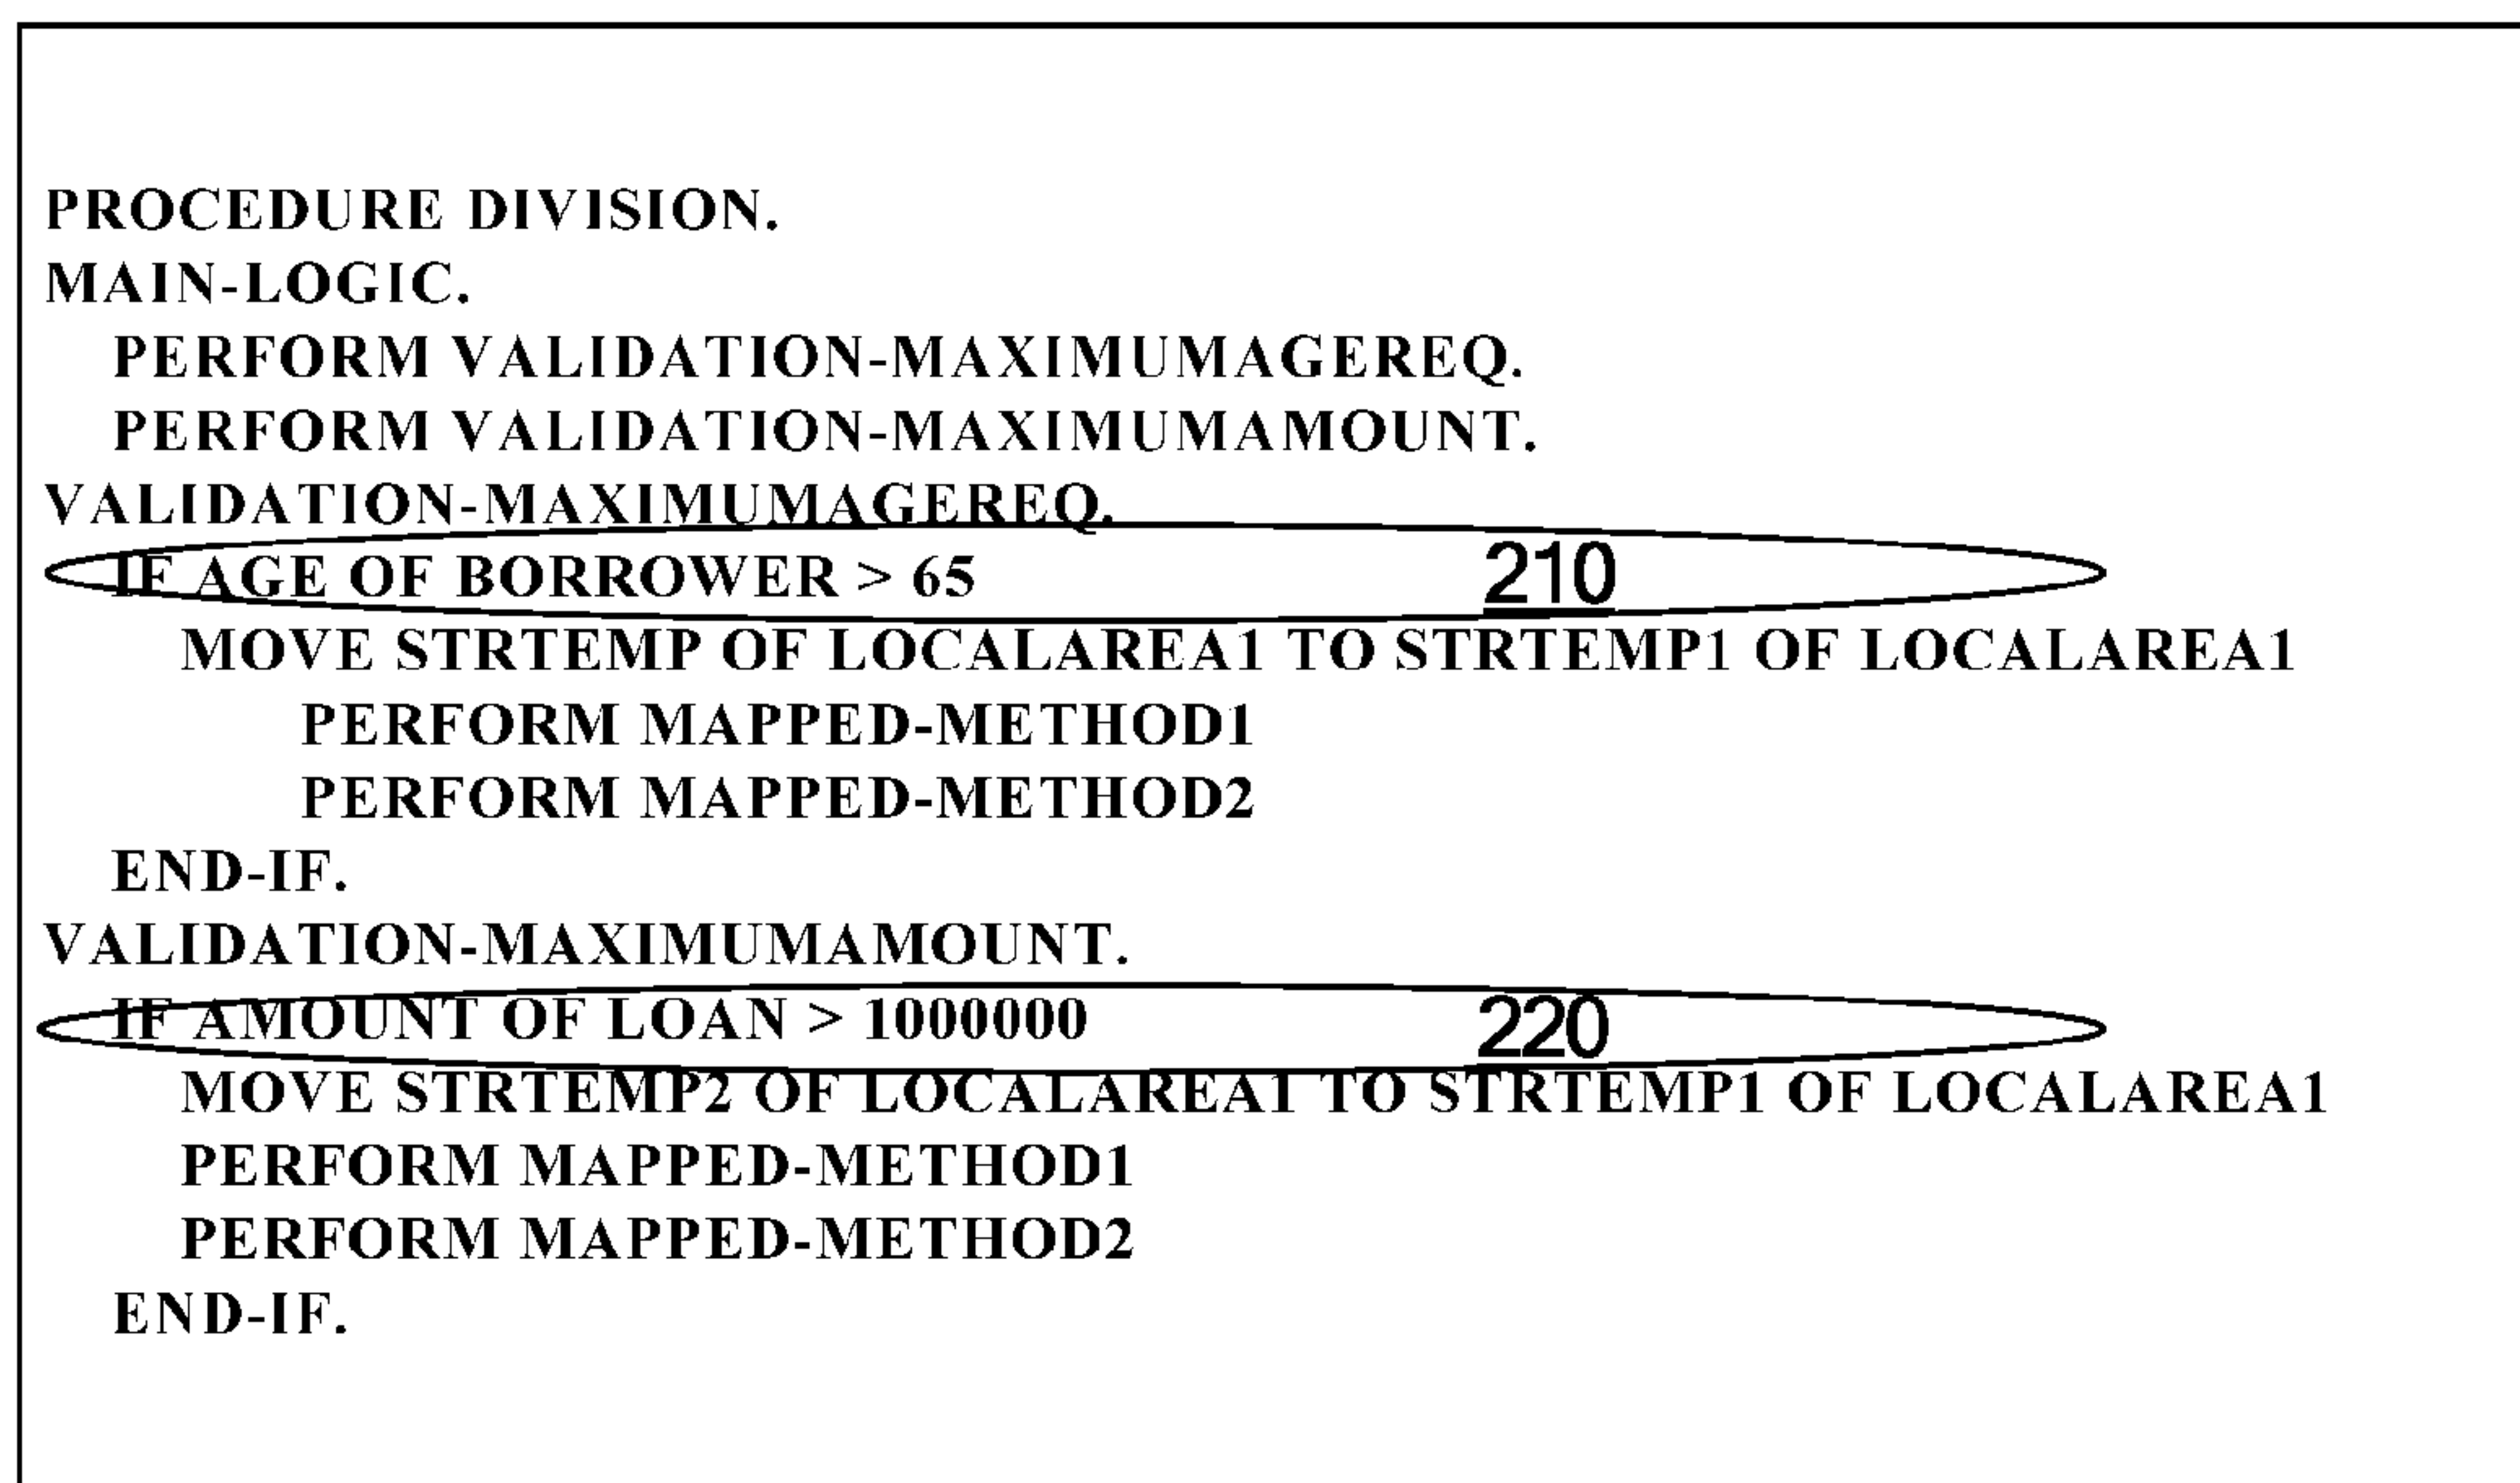 PROCEDURE DIVISION.
MAIN-LOGIC.
PERFORM VALIDATION-MAXIMUMAGEREQ.
PERFORM VALIDATION-MAXIMUMAMOUNT.
VALIDATION-MAXIMUMAGEREQ.
IF AGE OF BORROWER > 65 210
MOVE STRTEMP OF LOCALAREA1 TO STRTEMP1 OF LOCALAREA1
PERFORM MAPPED-METHOD1
PERFORM MAPPED-METHOD2
END-IF.
VALIDATION-MAXIMUMAMOUNT.
IF AMOUNT OF LOAN > 1000000 220
MOVE STRTEMP2 OF LOCALAREA1 TO STRTEMP1 OF LOCALAREA1
PERFORM MAPPED-METHOD1
PERFORM MAPPED-METHOD2
END-IF.